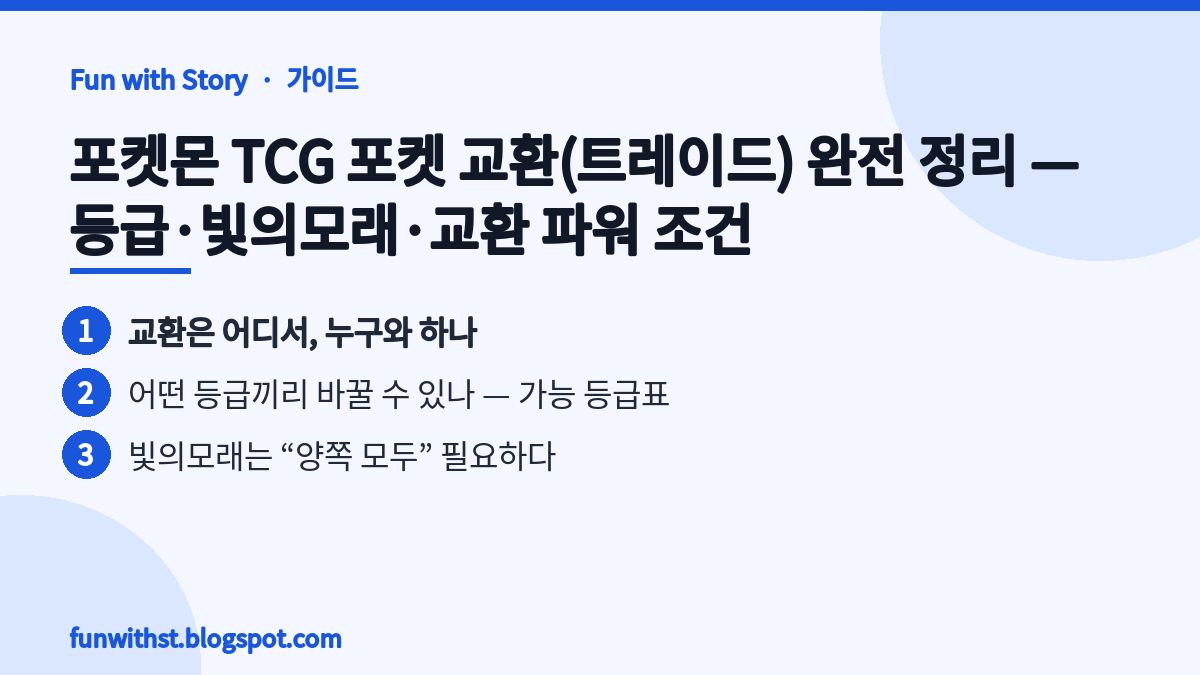 Fun with Story · 가이드
포켓몬 TCG 포켓 교환(트레이드) 완전 정리 —
등급·빛의모래·교환 파워 조건
1 교환은 어디서, 누구와 하나
2 어떤 등급끼리 바꿀 수 있나 — 가능 등급표
3 빛의모래는 “양쪽 모두” 필요하다
funwithst.blogspot.com